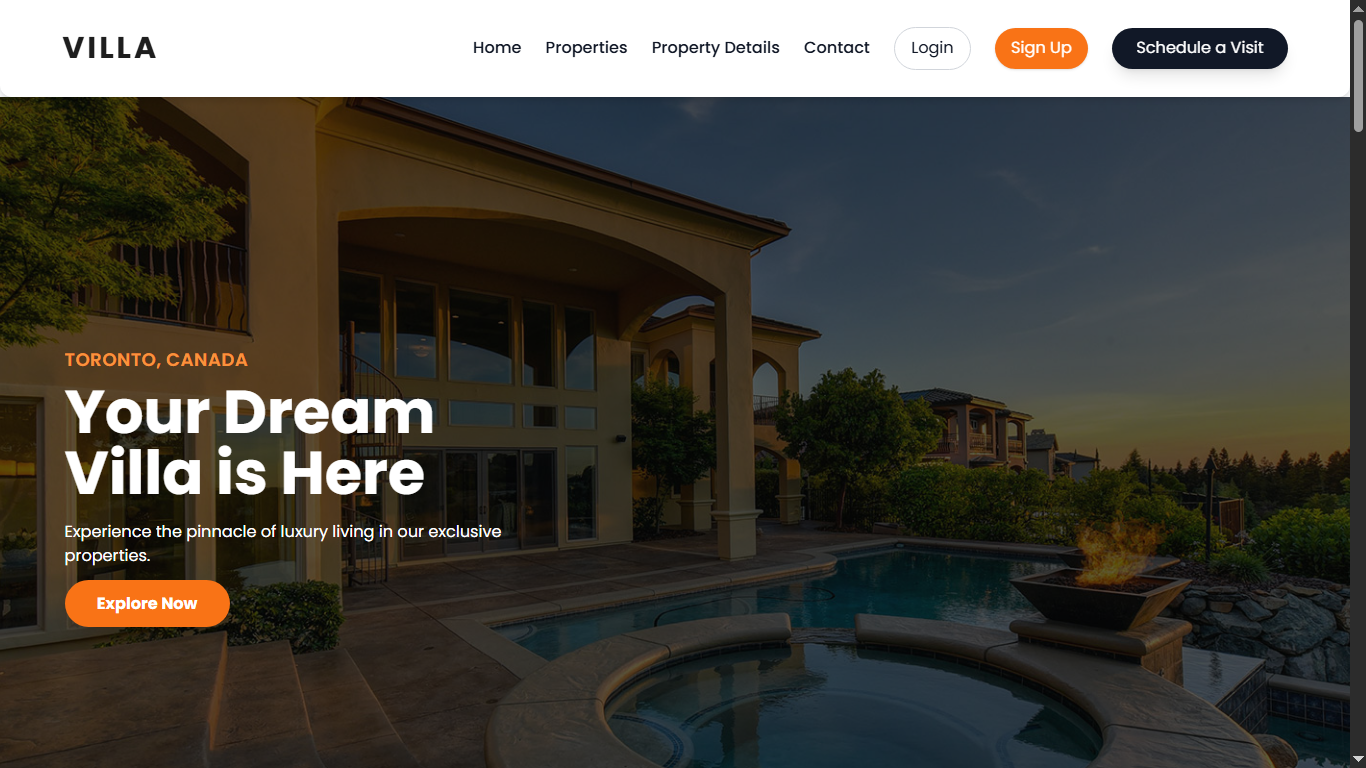 VILLA
Home Properties Property Details Contact Login Sign Up Schedule a Visit
TORONTO, CANADA
Your Dream
Villa is Here
Experience the pinnacle of luxury living in our exclusive
properties.
Explore Now